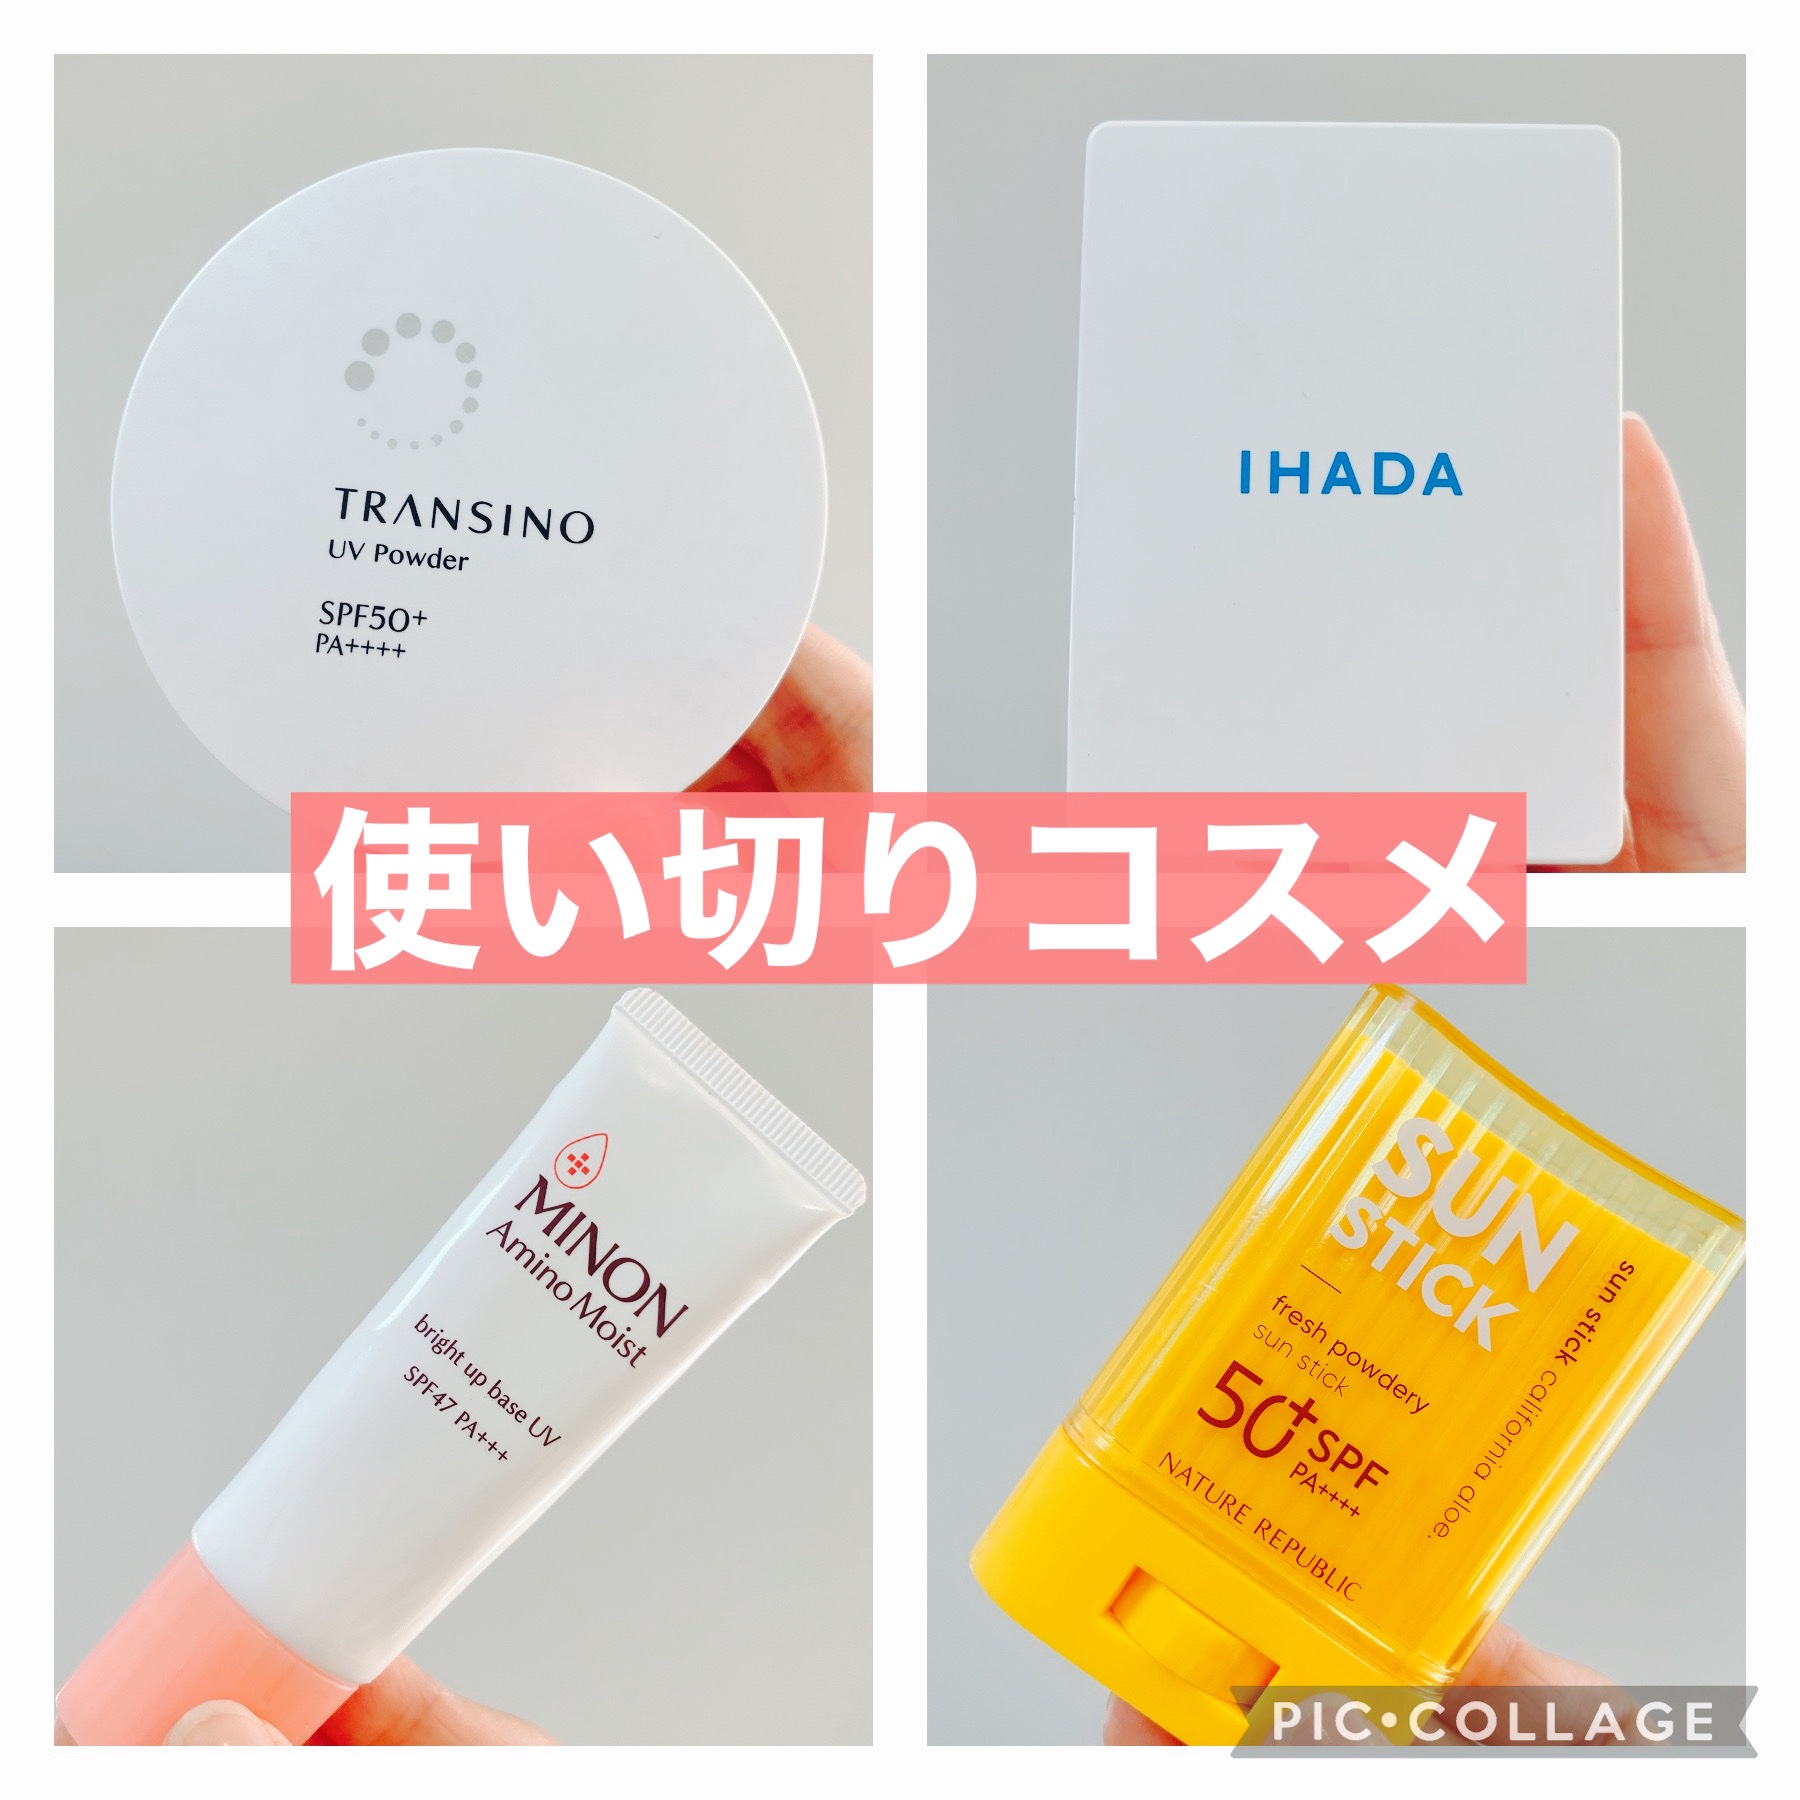 TRANSINO
UV Powder
SPF50+
PA++++
IHADA
使い切りコスメ
MINON
Amino Moist
bright up base UV
SPF47 PA+++
SUN
STICK
fresh powdery
sun stick
50+ SPF
PA++++
NATURE REPUBLIC
sun stick california aloe.
PIC•COLLAGE